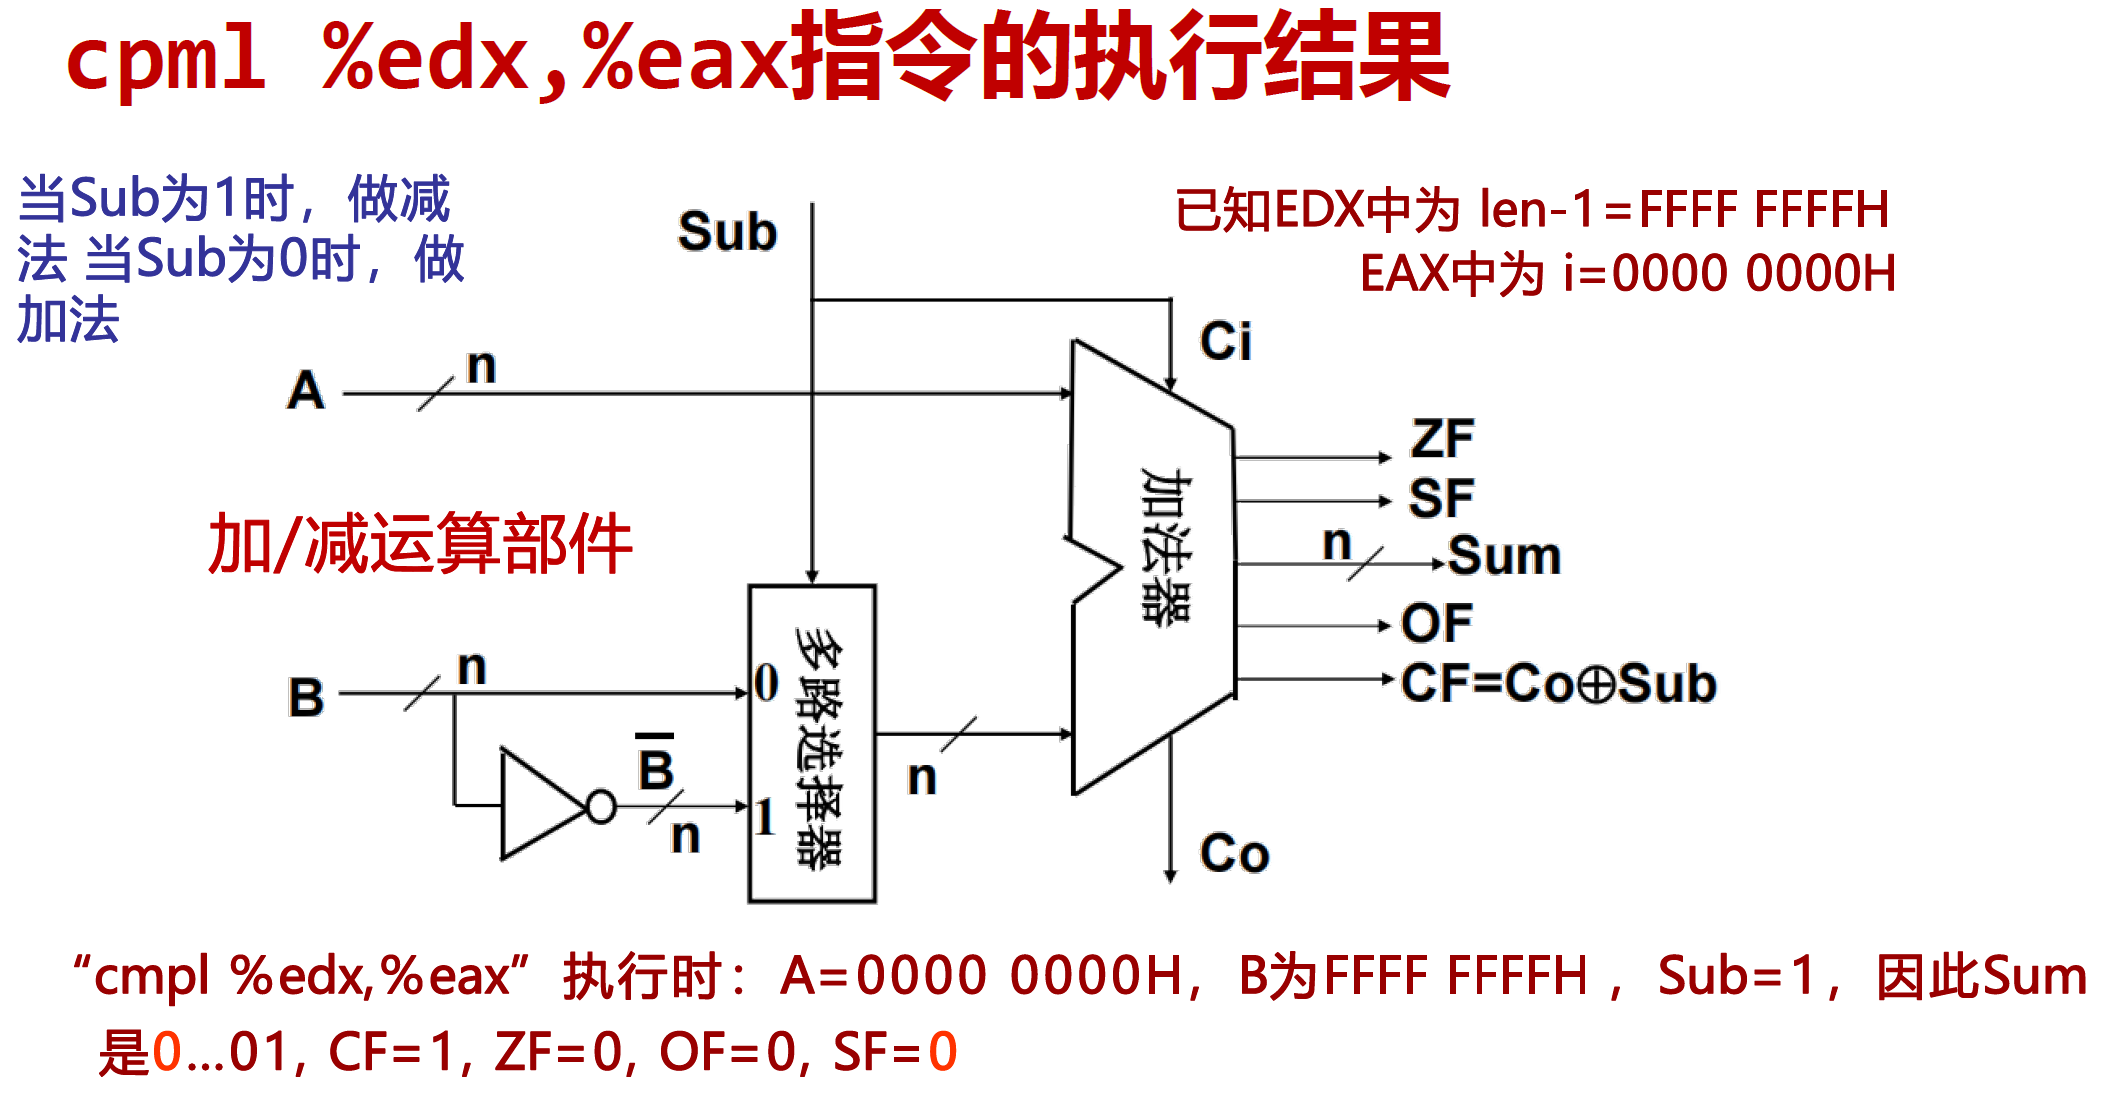 cpml %edx,%eax指令的执行结果
当Sub为1时，做减
法 当Sub为0时，做
加法
已知EDX中为 len-1=FFFF FFFFH
EAX中为 i=0000 0000H
Sub
Ci
A
n
ZF
SF
n
Sum
OF
CF=Co⊕Sub
加法器
加/减运算部件
B
n
0
多路选择器
B̅
n
1
n
Co
“cmpl %edx,%eax”执行时：A=0000 0000H，B为FFFF FFFFH ，Sub=1，因此Sum
是0…01, CF=1, ZF=0, OF=0, SF=0